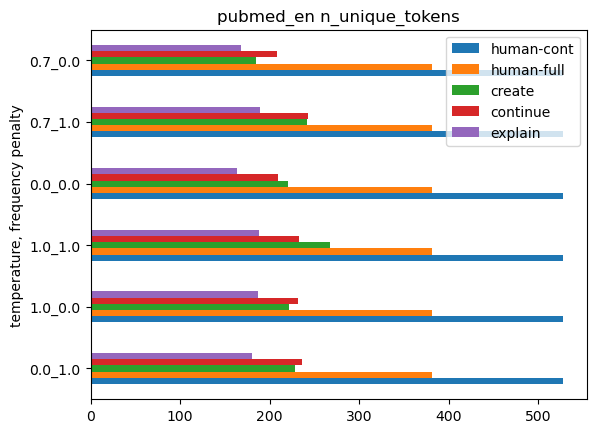 pubmed_en n_unique_tokens
temperature, frequency penalty
0.7_0.0
0.7_1.0
0.0_0.0
1.0_1.0
1.0_0.0
0.0_1.0
0 100 200 300 400 500
human-cont
human-full
create
continue
explain